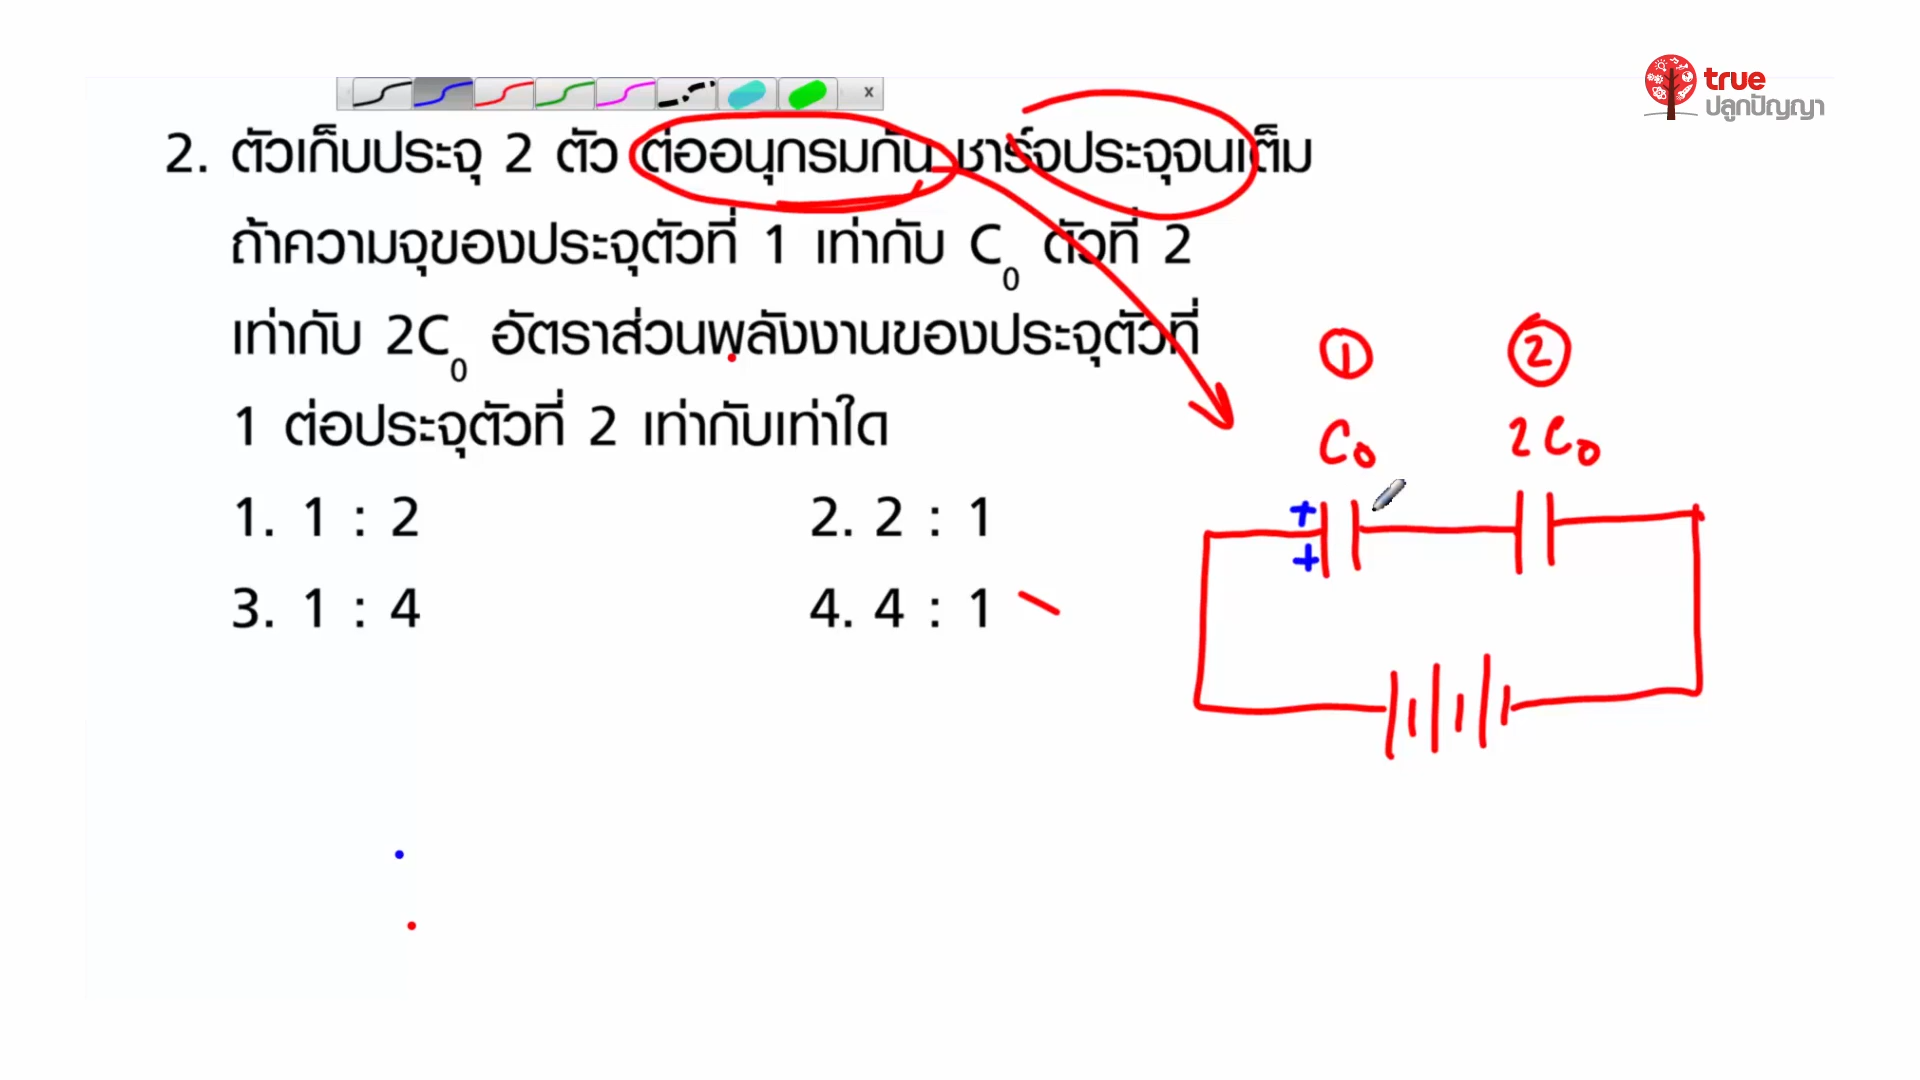 true
ปลูกปัญญา
x
2. ตัวเก็บประจุ 2 ตัว ต่ออนุกรมกัน ชาร์จประจุจนเต็ม
ถ้าความจุของประจุตัวที่ 1 เท่ากับ C₀ ตัวที่ 2
เท่ากับ 2C₀ อัตราส่วนพลังงานของประจุตัวที่
1 ต่อประจุตัวที่ 2 เท่ากับเท่าใด
1. 1 : 2
2. 2 : 1
3. 1 : 4
4. 4 : 1
1 2
C₀ 2C₀
+
+